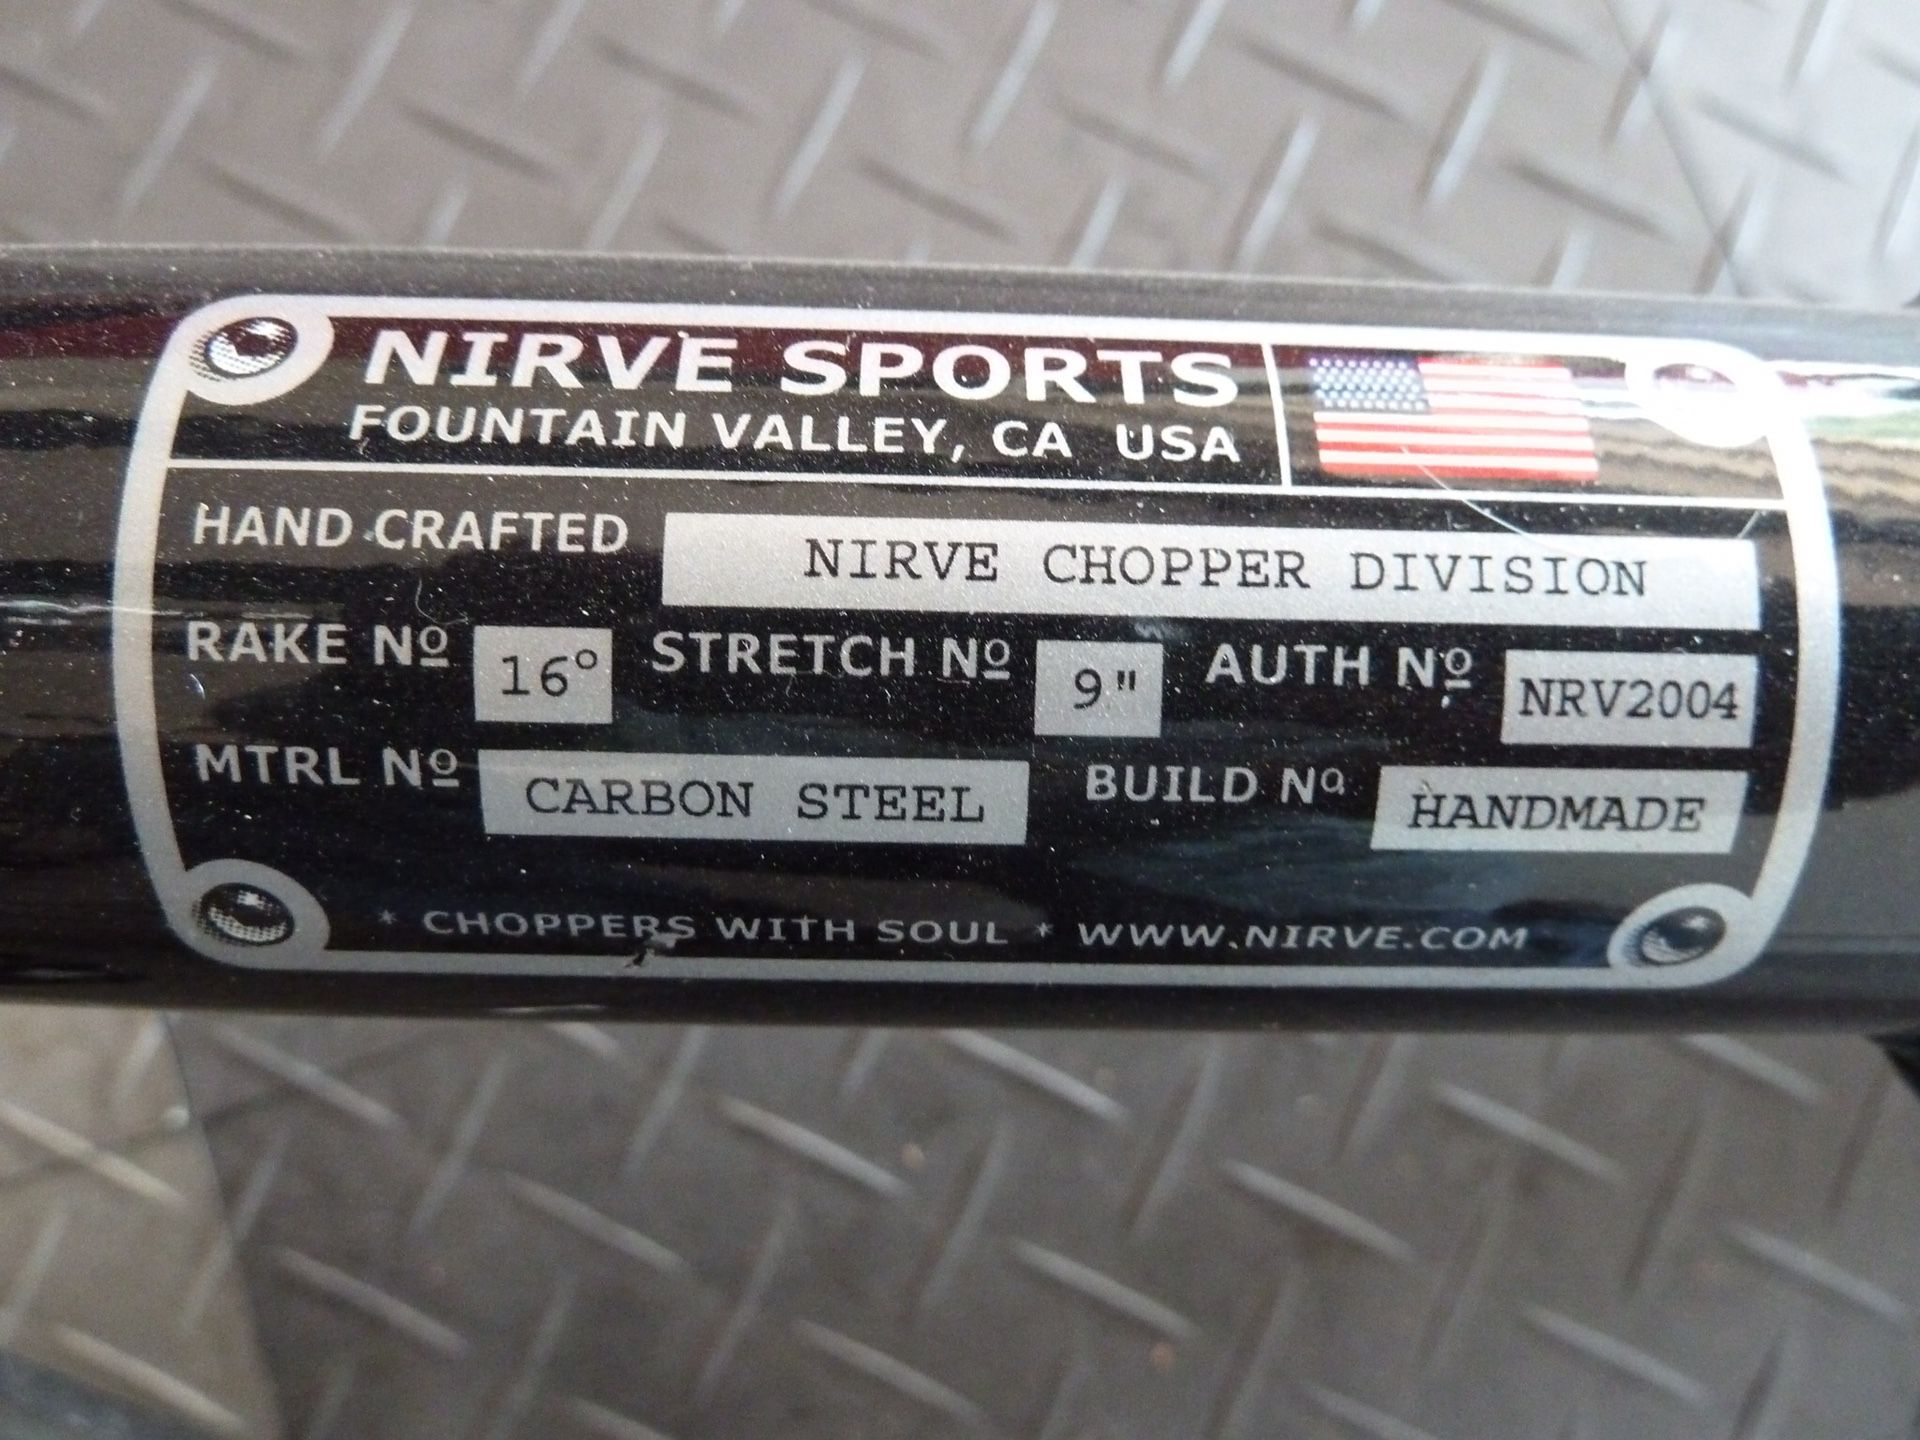 NIRVE SPORTS
FOUNTAIN VALLEY, CA USA
HAND CRAFTED NIRVE CHOPPER DIVISION
RAKE Nº 16° STRETCH Nº 9" AUTH Nº NRV2004
MTRL Nº CARBON STEEL BUILD Nº HANDMADE
* CHOPPERS WITH SOUL * WWW.NIRVE.COM